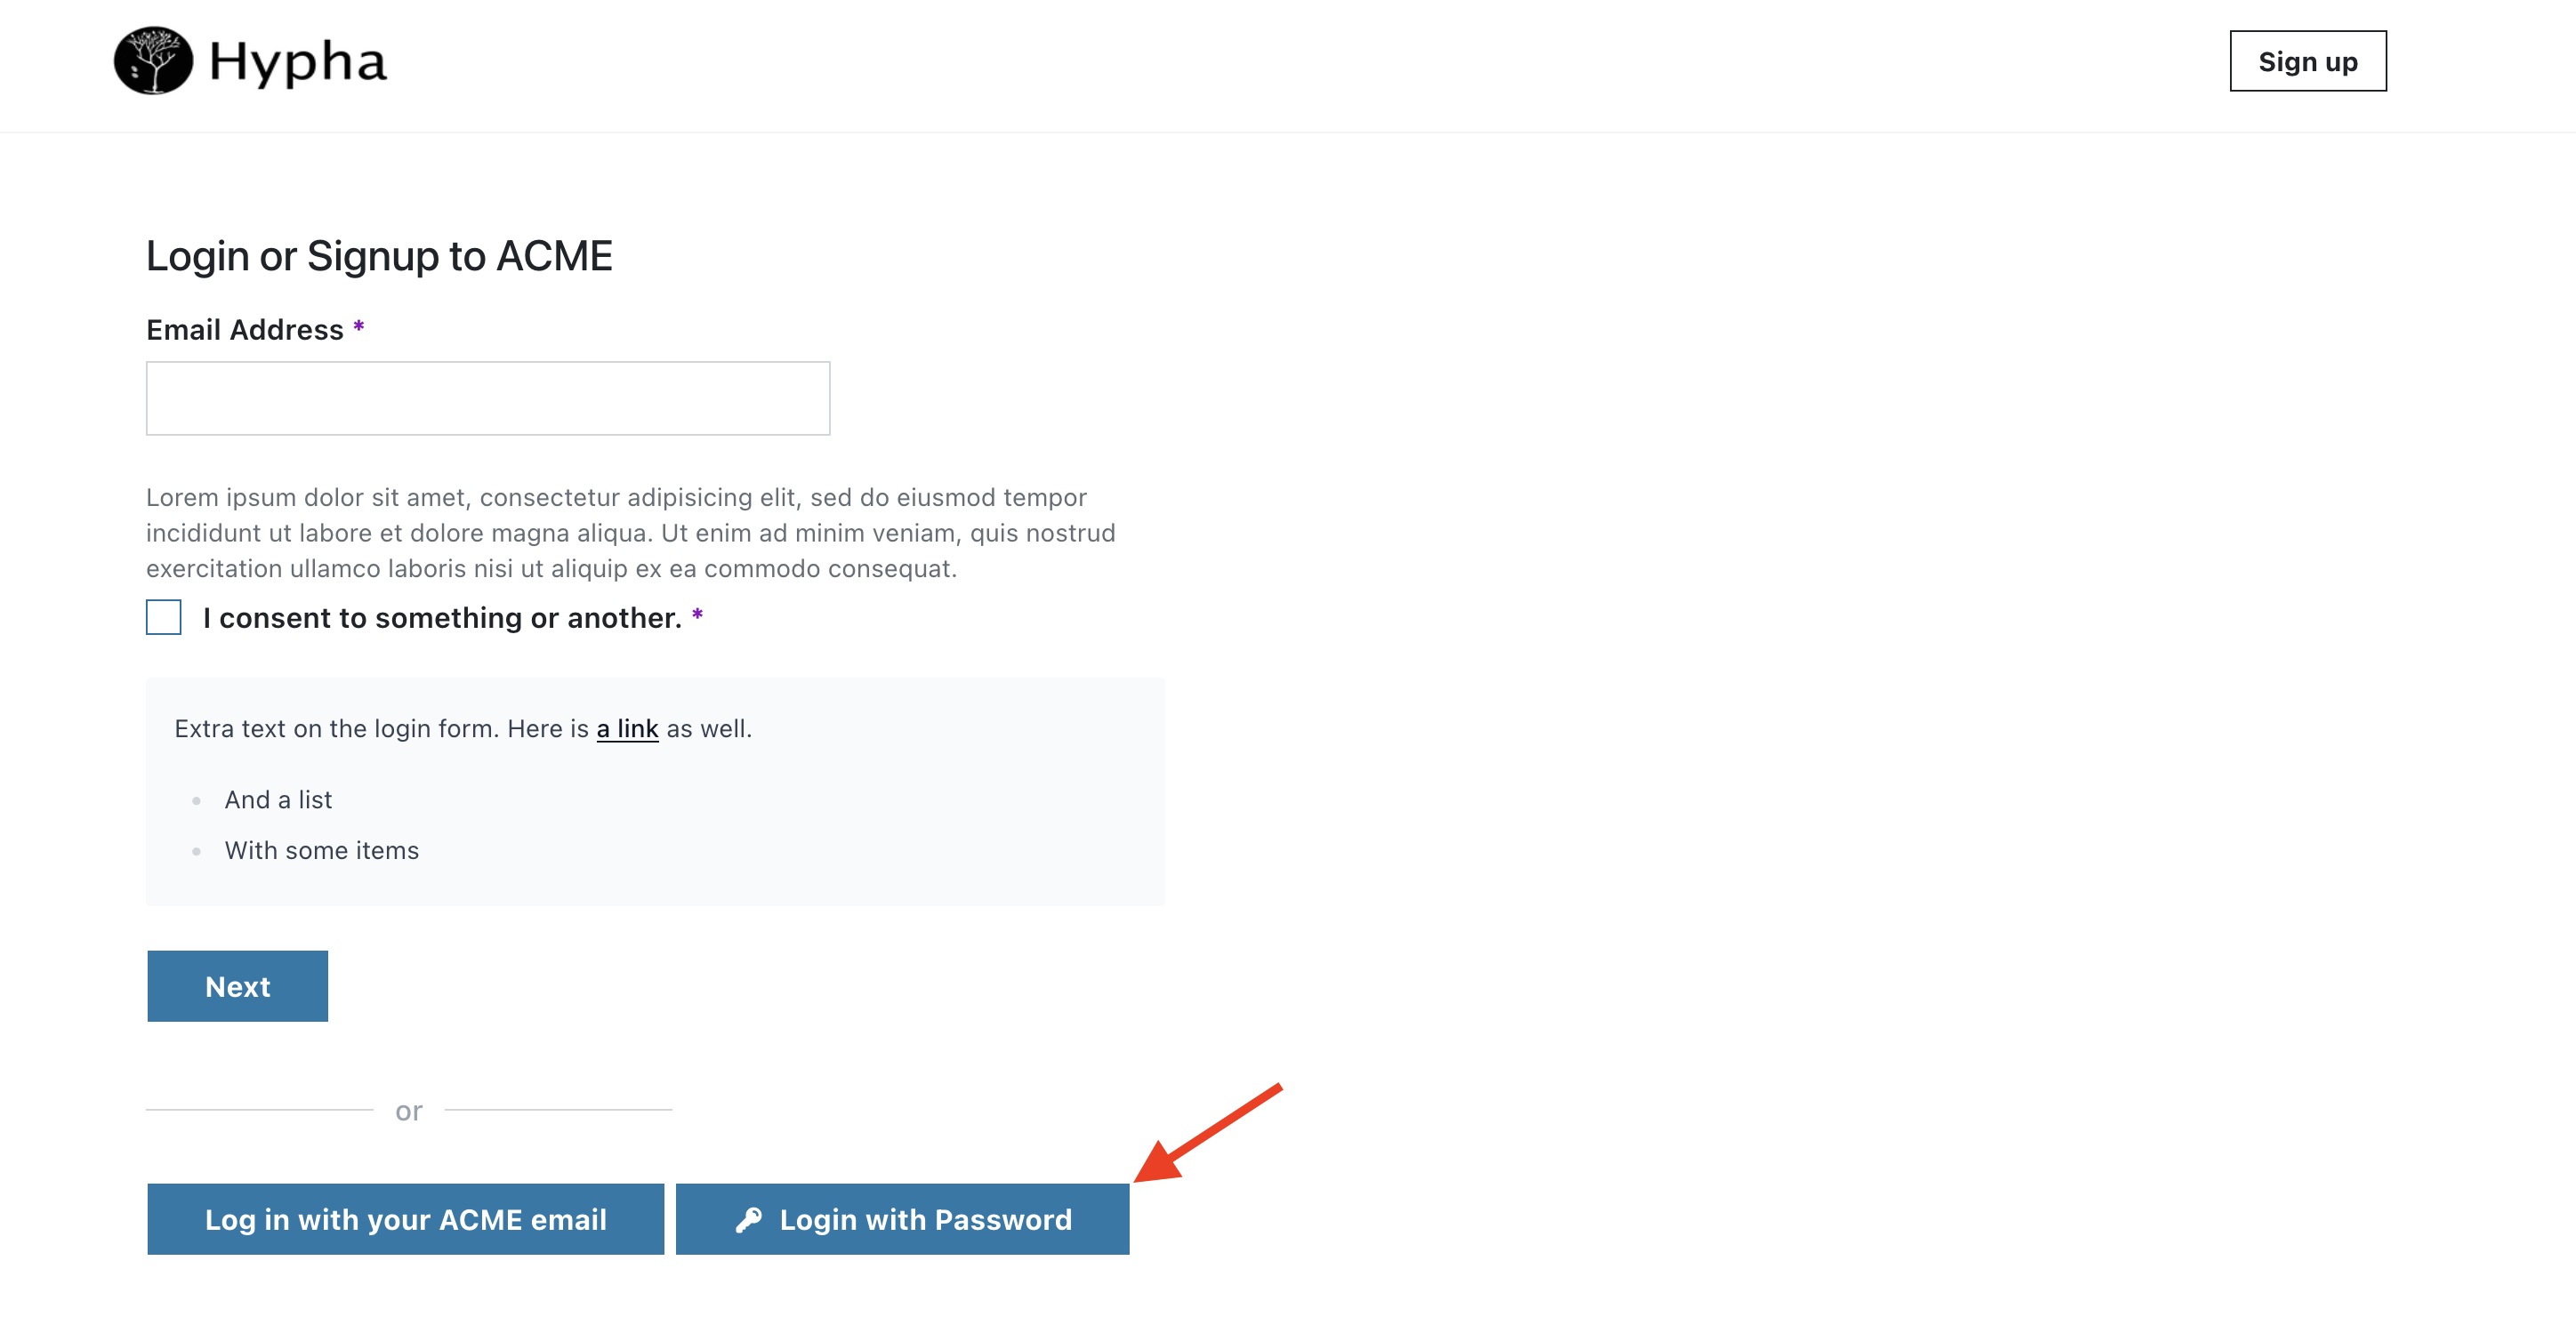 Hypha
Sign up
Login or Signup to ACME
Email Address *
Lorem ipsum dolor sit amet, consectetur adipisicing elit, sed do eiusmod tempor
incididunt ut labore et dolore magna aliqua. Ut enim ad minim veniam, quis nostrud
exercitation ullamco laboris nisi ut aliquip ex ea commodo consequat.
I consent to something or another. *
Extra text on the login form. Here is a link as well.
And a list
With some items
Next
or
Log in with your ACME email
Login with Password